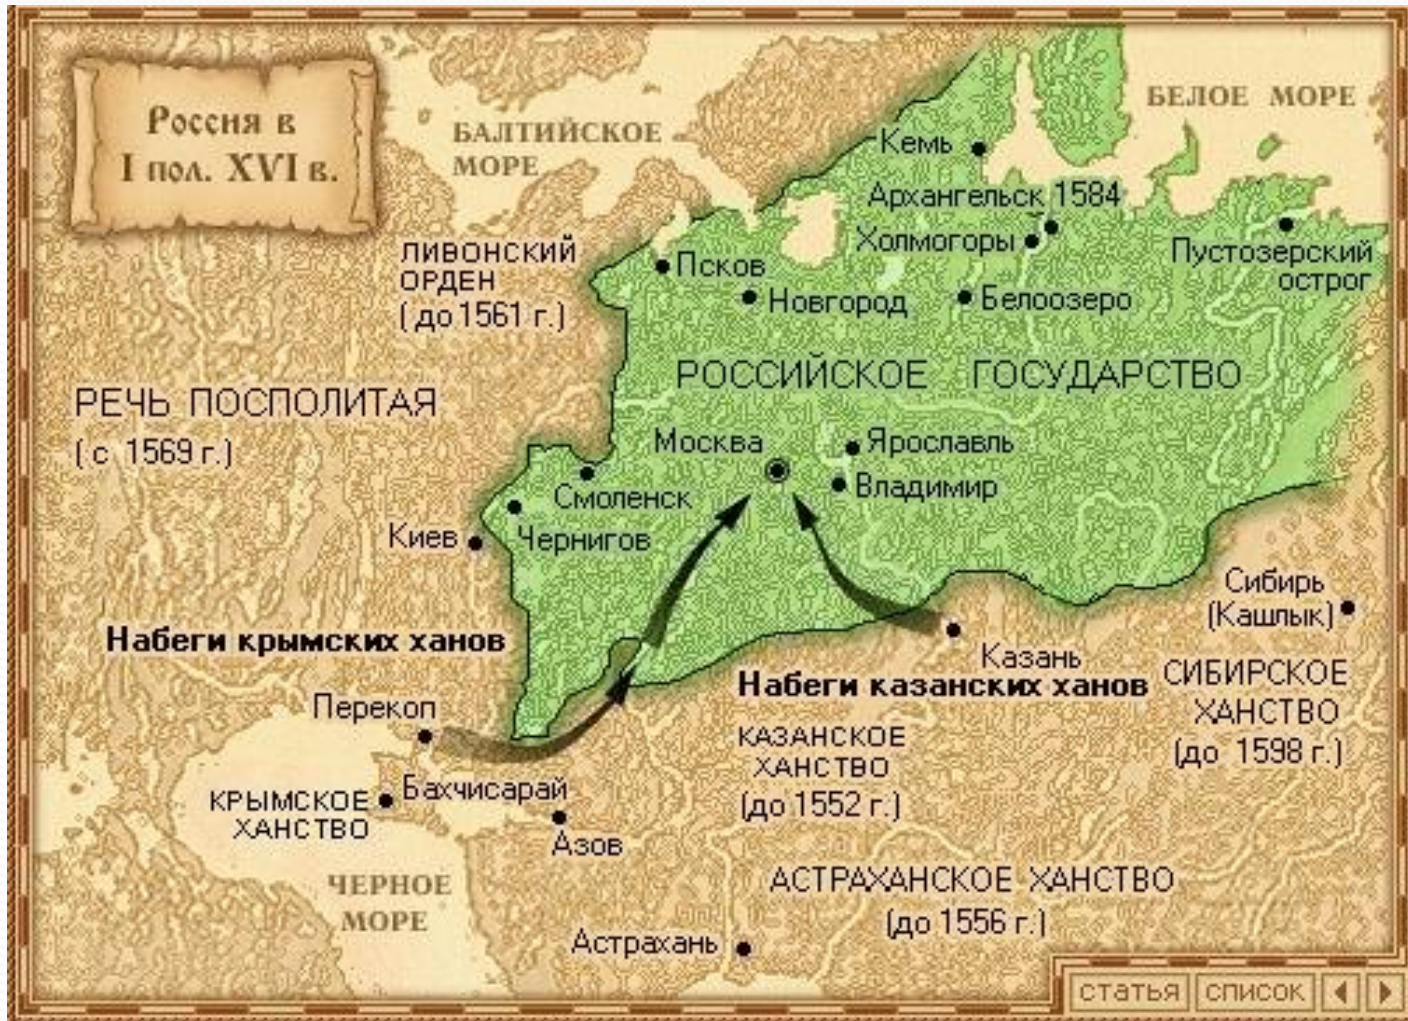 Россия в
I пол. XVI в.
БАЛТИЙСКОЕ
МОРЕ
БЕЛОЕ МОРЕ
Кемь
Архангельск 1584
Холмогоры
Пустозерский
острог
ЛИВОНСКИЙ
ОРДЕН
(до 1561 г.)
Псков
Новгород
Белоозеро
РОССИЙСКОЕ ГОСУДАРСТВО
РЕЧЬ ПОСПОЛИТАЯ
(с 1569 г.)
Москва
Ярославль
Владимир
Смоленск
Чернигов
Киев
Сибирь
(Кашлык)
Набеги крымских ханов
Казань
Набеги казанских ханов
СИБИРСКОЕ
ХАНСТВО
(до 1598 г.)
Перекоп
КАЗАНСКОЕ
ХАНСТВО
(до 1552 г.)
Бахчисарай
КРЫМСКОЕ
ХАНСТВО
Азов
ЧЕРНОЕ
МОРЕ
АСТРАХАНСКОЕ ХАНСТВО
(до 1556 г.)
Астрахань
статья
список